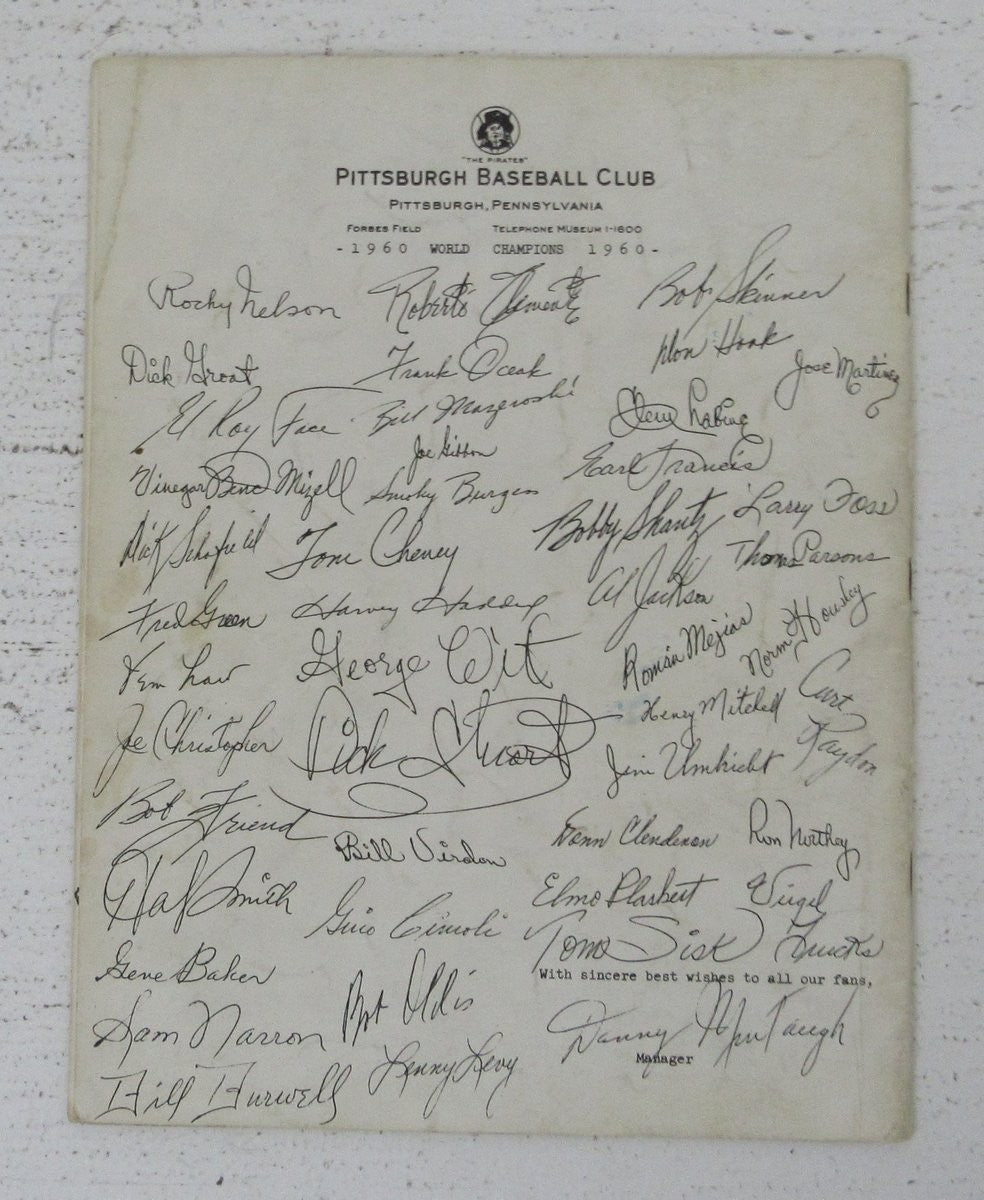 "THE PIRATES"
PITTSBURGH BASEBALL CLUB
PITTSBURGH, PENNSYLVANIA
FORBES FIELD TELEPHONE MUSEUM 1-1600
-1960 WORLD CHAMPIONS 1960-
Rocky Nelson Roberto Clemente Bob Skinner
Dick Groat Frank Oceak Don Hoak Jose Martinez
El Roy Face Bill Mazeroski Clem Labine
Joe Gibbon
Vinegar Bend Mizell Smoky Burgess Earl Francis
Dick Schofield Tom Cheney Bobby Shantz Larry Foss
Thomas Parsons
Fred Green Harvey Haddix Al Jackson
Vern Law George Witt Román Mejias Norm Housley
Joe Christopher Dick Stuart Henry Mitchell Curt Raydon
Jim Umbricht
Bob Friend Bill Virdon Donn Clendenon Ron Northey
Hal Smith Gino Cimoli Elmo Plaskett Virgil Trucks
Tom Sisk
Gene Baker With sincere best wishes to all our fans,
Sam Narron Bob Oldis Danny Murtaugh
Manager
Bill Burwell Lenny Levy